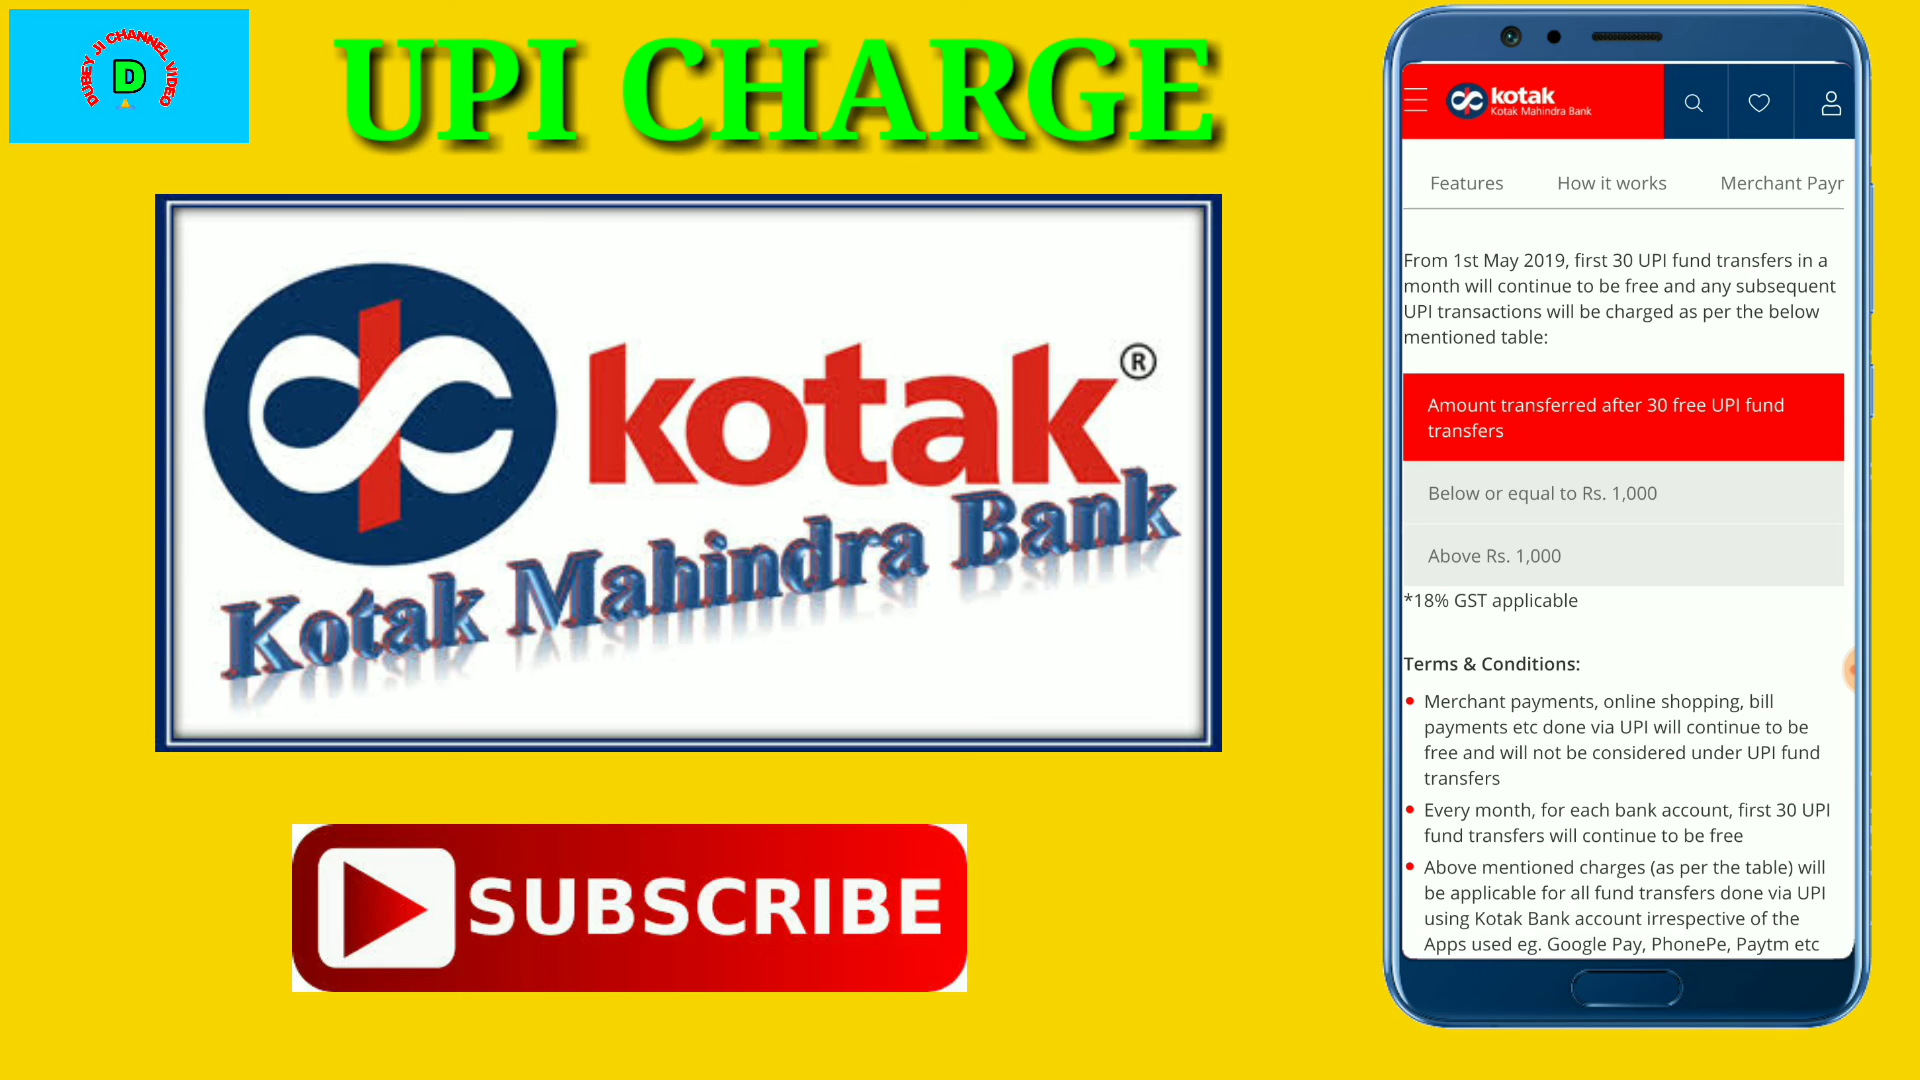 DUBEY JI CHANNEL VIDEO
D
UPI CHARGE
kotak®
Kotak Mahindra Bank
SUBSCRIBE
kotak
Kotak Mahindra Bank
Features How it works Merchant Payr
From 1st May 2019, first 30 UPI fund transfers in a
month will continue to be free and any subsequent
UPI transactions will be charged as per the below
mentioned table:
Amount transferred after 30 free UPI fund
transfers
Below or equal to Rs. 1,000
Above Rs. 1,000
*18% GST applicable
Terms & Conditions:
• Merchant payments, online shopping, bill
payments etc done via UPI will continue to be
free and will not be considered under UPI fund
transfers
• Every month, for each bank account, first 30 UPI
fund transfers will continue to be free
• Above mentioned charges (as per the table) will
be applicable for all fund transfers done via UPI
using Kotak Bank account irrespective of the
Apps used eg. Google Pay, PhonePe, Paytm etc